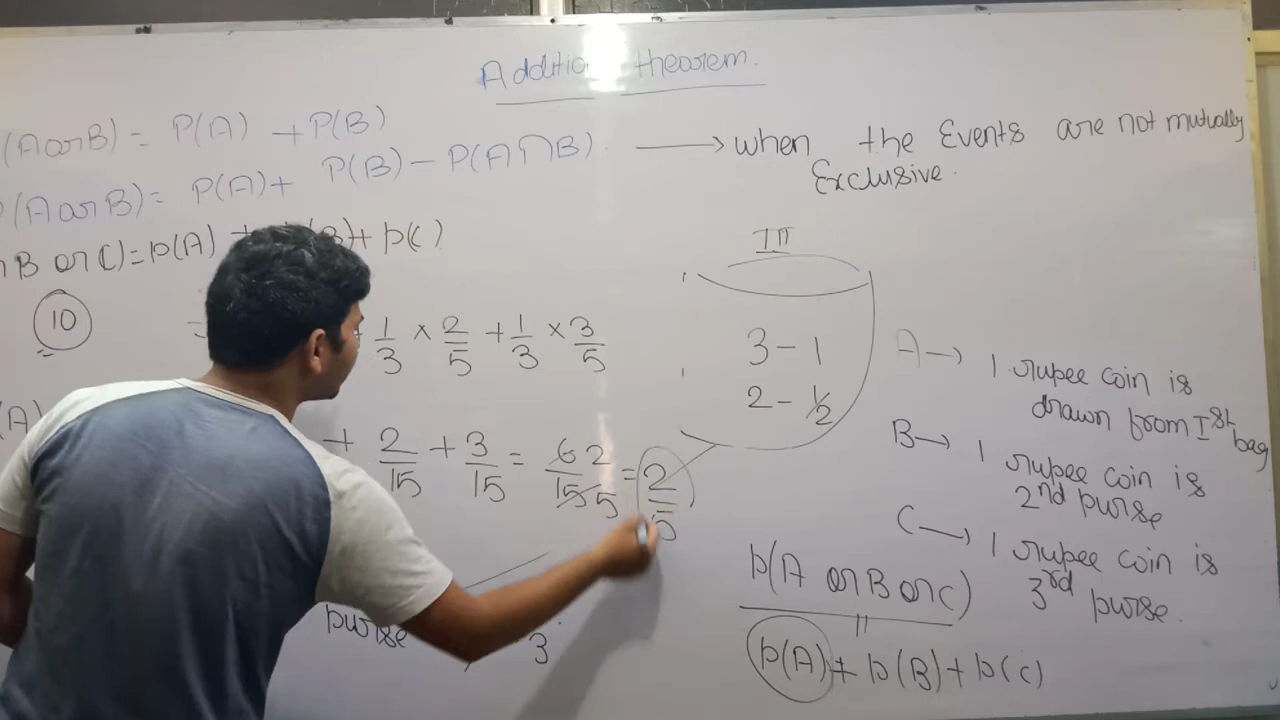 Addition theorem.
(A or B) = P(A) + P(B)
P(A or B) = P(A) + P(B) - P(A∩B) → when the Events are not mutually
Exclusive.
B or C) = p(A) + (B) + p(C)
III
10
= 1/3 × 2/5 + 1/3 × 3/5
3 - 1
2 - 1/2
A → 1 rupee coin is
drawn from Ist bag
(A)
+ 2/15 + 3/15 = 6 2/15 5 = 2/5
B → 1 rupee coin is
2nd purse
C → 1 rupee coin is
3rd purse.
p(A or B or C)
=
p(A) + p(B) + p(C)
purse
3